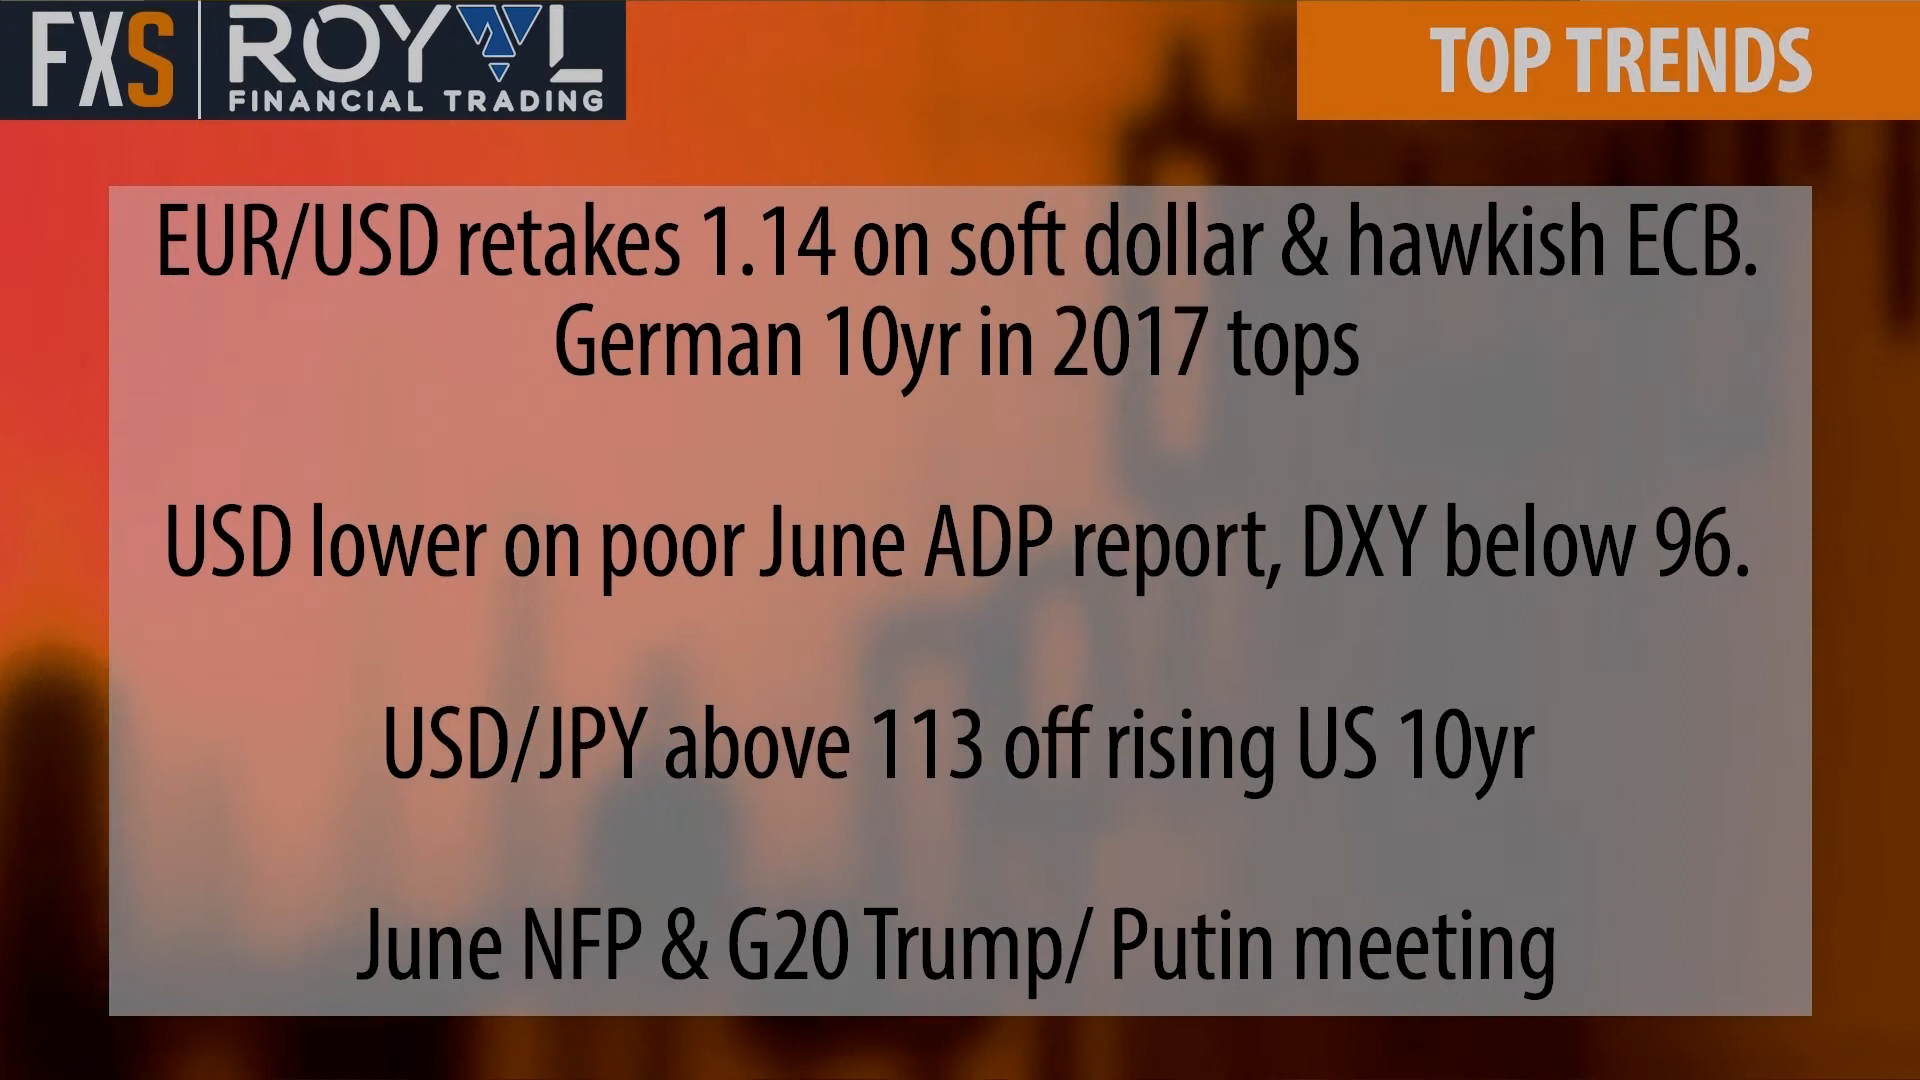 FXS ROYAL
FINANCIAL TRADING
TOP TRENDS
EUR/USD retakes 1.14 on soft dollar & hawkish ECB.
German 10yr in 2017 tops
USD lower on poor June ADP report, DXY below 96.
USD/JPY above 113 off rising US 10yr
June NFP & G20 Trump/ Putin meeting